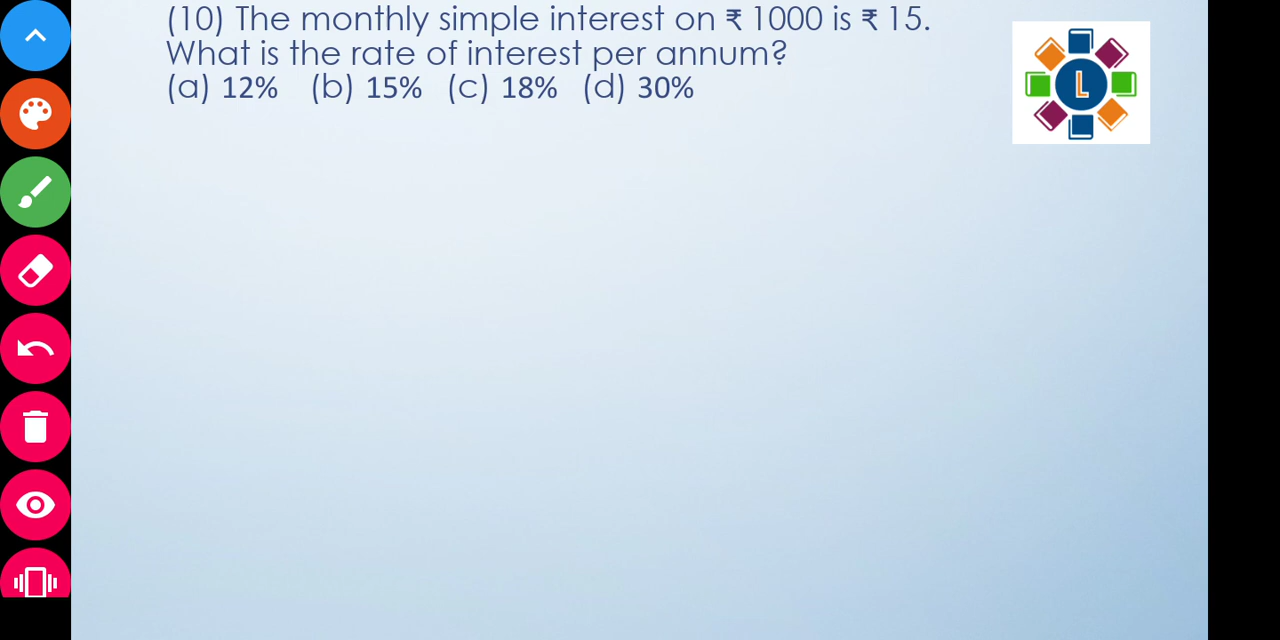 (10) The monthly simple interest on ₹ 1000 is ₹ 15.
What is the rate of interest per annum?
(a) 12% (b) 15% (c) 18% (d) 30%
L